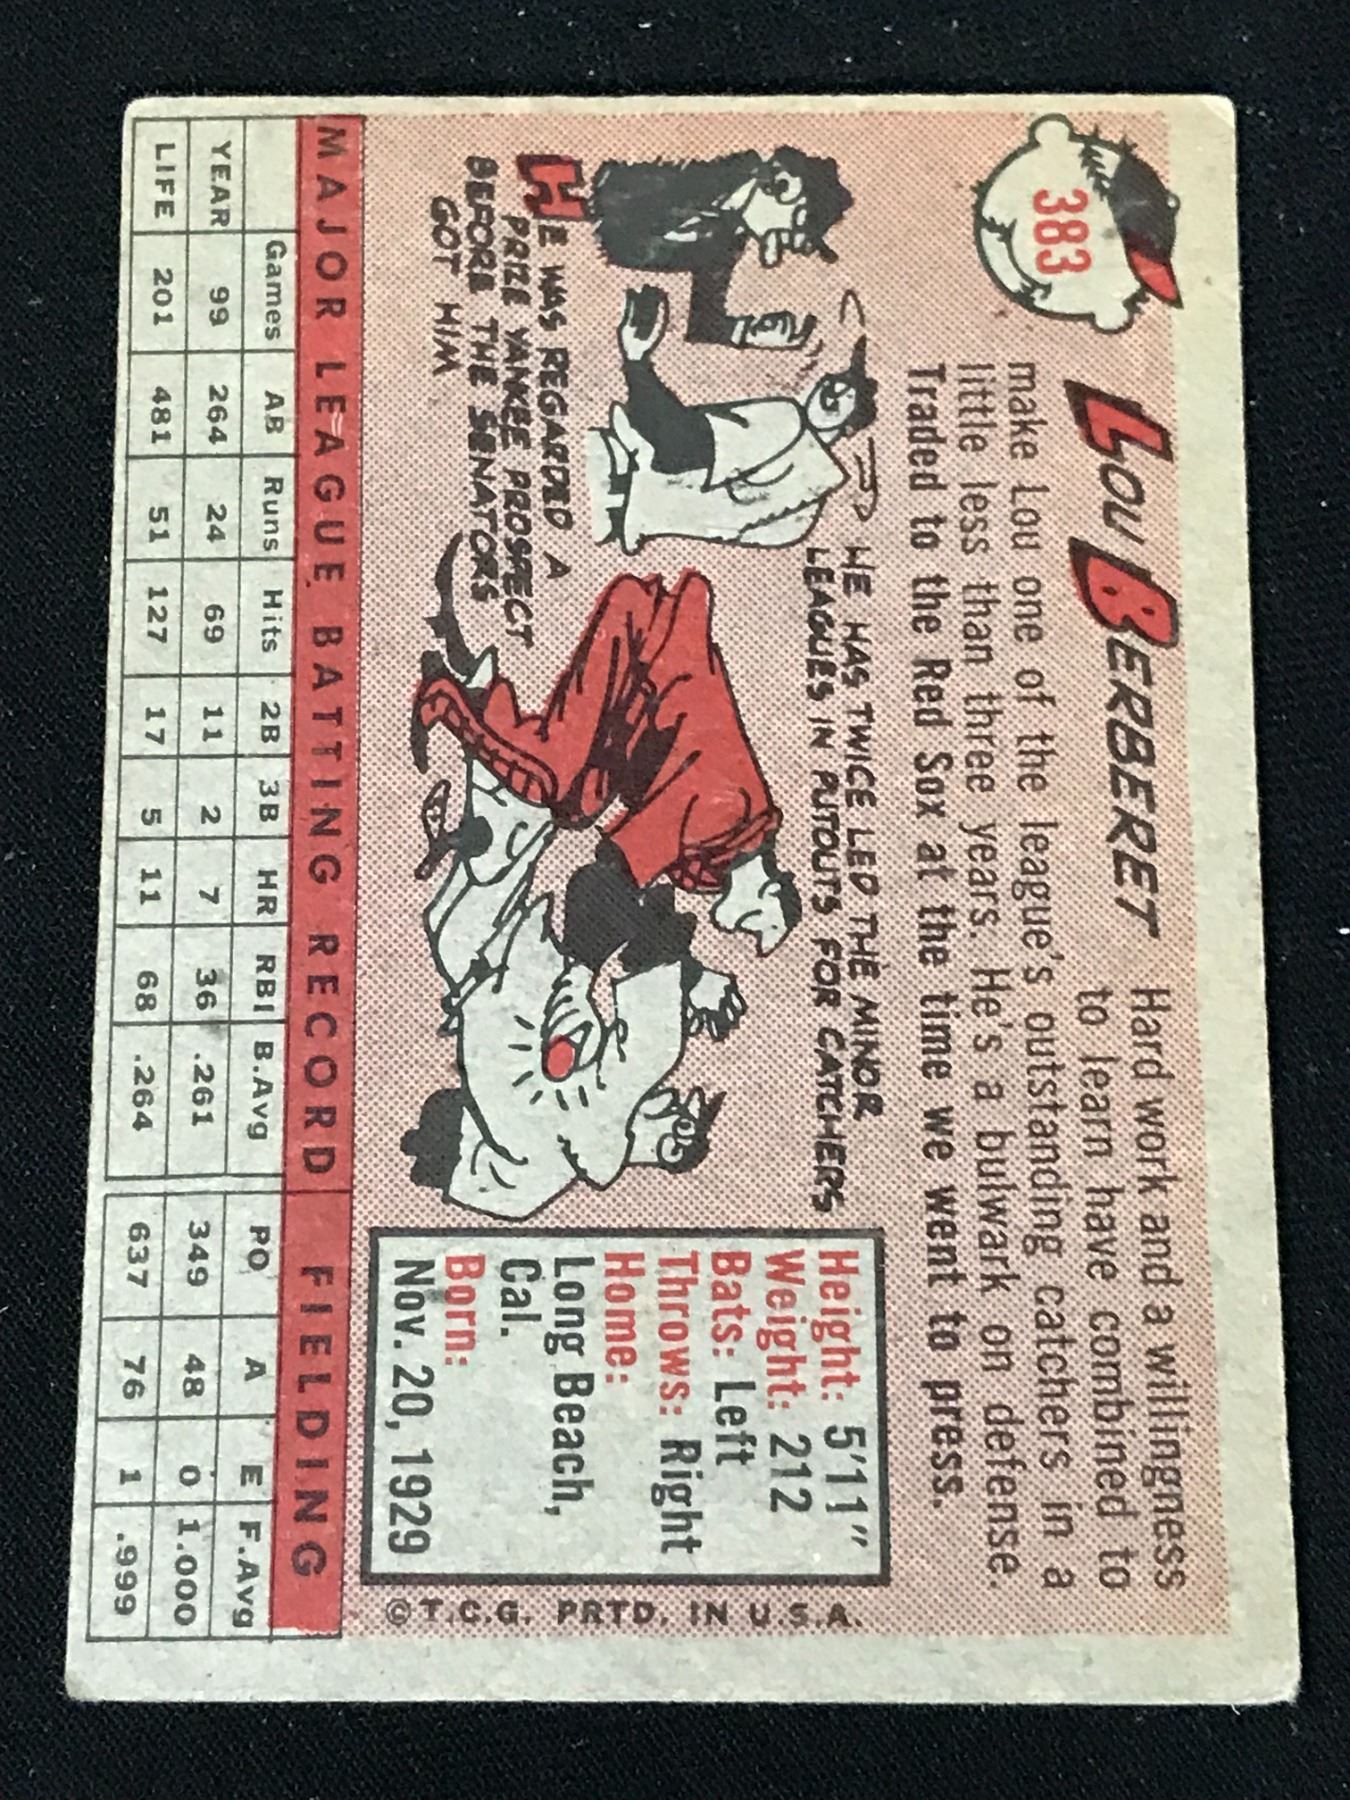 383
LOU BERBERET
Hard work and a willingness
to learn have combined to
make Lou one of the league's outstanding catchers in a
little less than three years. He's a bulwark on defense.
Traded to the Red Sox at the time we went to press.
HE HAS TWICE LED THE MINOR
LEAGUES IN PUTOUTS FOR CATCHERS
HE WAS REGARDED A
PRIZE YANKEE PROSPECT
BEFORE THE SENATORS
GOT HIM
Height: 5'11"
Weight: 212
Bats: Left
Throws: Right
Home:
Long Beach,
Cal.
Born:
Nov. 20, 1929
© T.C.G. PRTD. IN U.S.A.
MAJOR LEAGUE BATTING RECORD FIELDING
Games AB Runs Hits 2B 3B HR RBI B.Avg PO A E F.Avg
YEAR 99 264 24 69 11 2 7 36 .261 349 48 0 1.000
LIFE 201 481 51 127 17 5 11 68 .264 637 76 1 .999